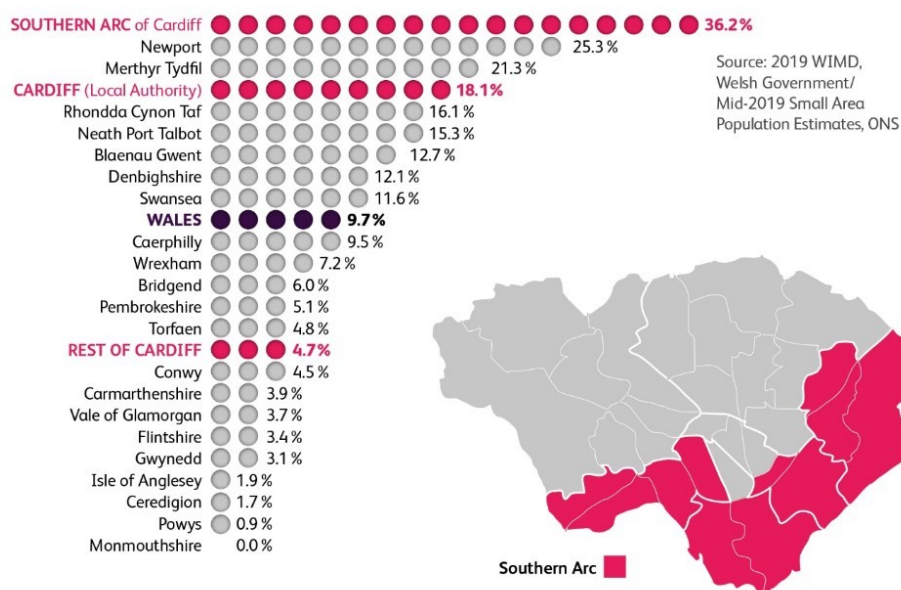 SOUTHERN ARC of Cardiff 36.2%
Newport 25.3%
Merthyr Tydfil 21.3%
CARDIFF (Local Authority) 18.1%
Rhondda Cynon Taf 16.1%
Neath Port Talbot 15.3%
Blaenau Gwent 12.7%
Denbighshire 12.1%
Swansea 11.6%
WALES 9.7%
Caerphilly 9.5%
Wrexham 7.2%
Bridgend 6.0%
Pembrokeshire 5.1%
Torfaen 4.8%
REST OF CARDIFF 4.7%
Conwy 4.5%
Carmarthenshire 3.9%
Vale of Glamorgan 3.7%
Flintshire 3.4%
Gwynedd 3.1%
Isle of Anglesey 1.9%
Ceredigion 1.7%
Powys 0.9%
Monmouthshire 0.0%
Source: 2019 WIMD,
Welsh Government/
Mid-2019 Small Area
Population Estimates, ONS
Southern Arc